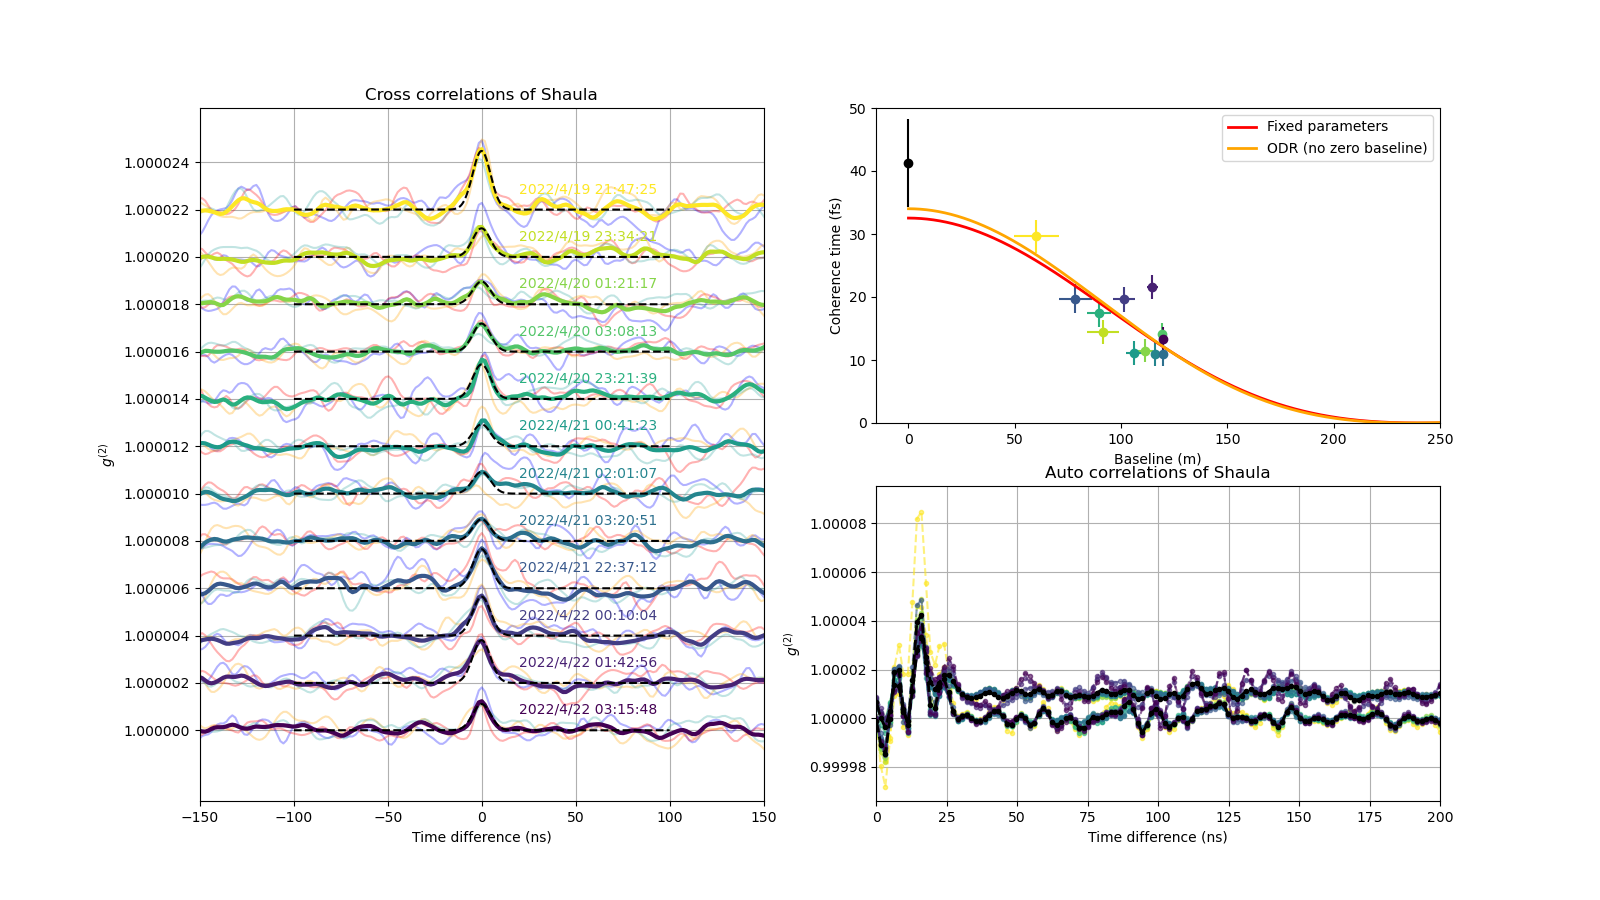 Cross correlations of Shaula
g(2)
1.000024
1.000022
1.000020
1.000018
1.000016
1.000014
1.000012
1.000010
1.000008
1.000006
1.000004
1.000002
1.000000
2022/4/19 21:47:25
2022/4/19 23:34:21
2022/4/20 01:21:17
2022/4/20 03:08:13
2022/4/20 23:21:39
2022/4/21 00:41:23
2022/4/21 02:01:07
2022/4/21 03:20:51
2022/4/21 22:37:12
2022/4/22 00:10:04
2022/4/22 01:42:56
2022/4/22 03:15:48
−150 −100 −50 0 50 100 150
Time difference (ns)
Coherence time (fs)
50
40
30
20
10
0
Fixed parameters
ODR (no zero baseline)
0 50 100 150 200 250
Baseline (m)
Auto correlations of Shaula
g(2)
1.00008
1.00006
1.00004
1.00002
1.00000
0.99998
0 25 50 75 100 125 150 175 200
Time difference (ns)